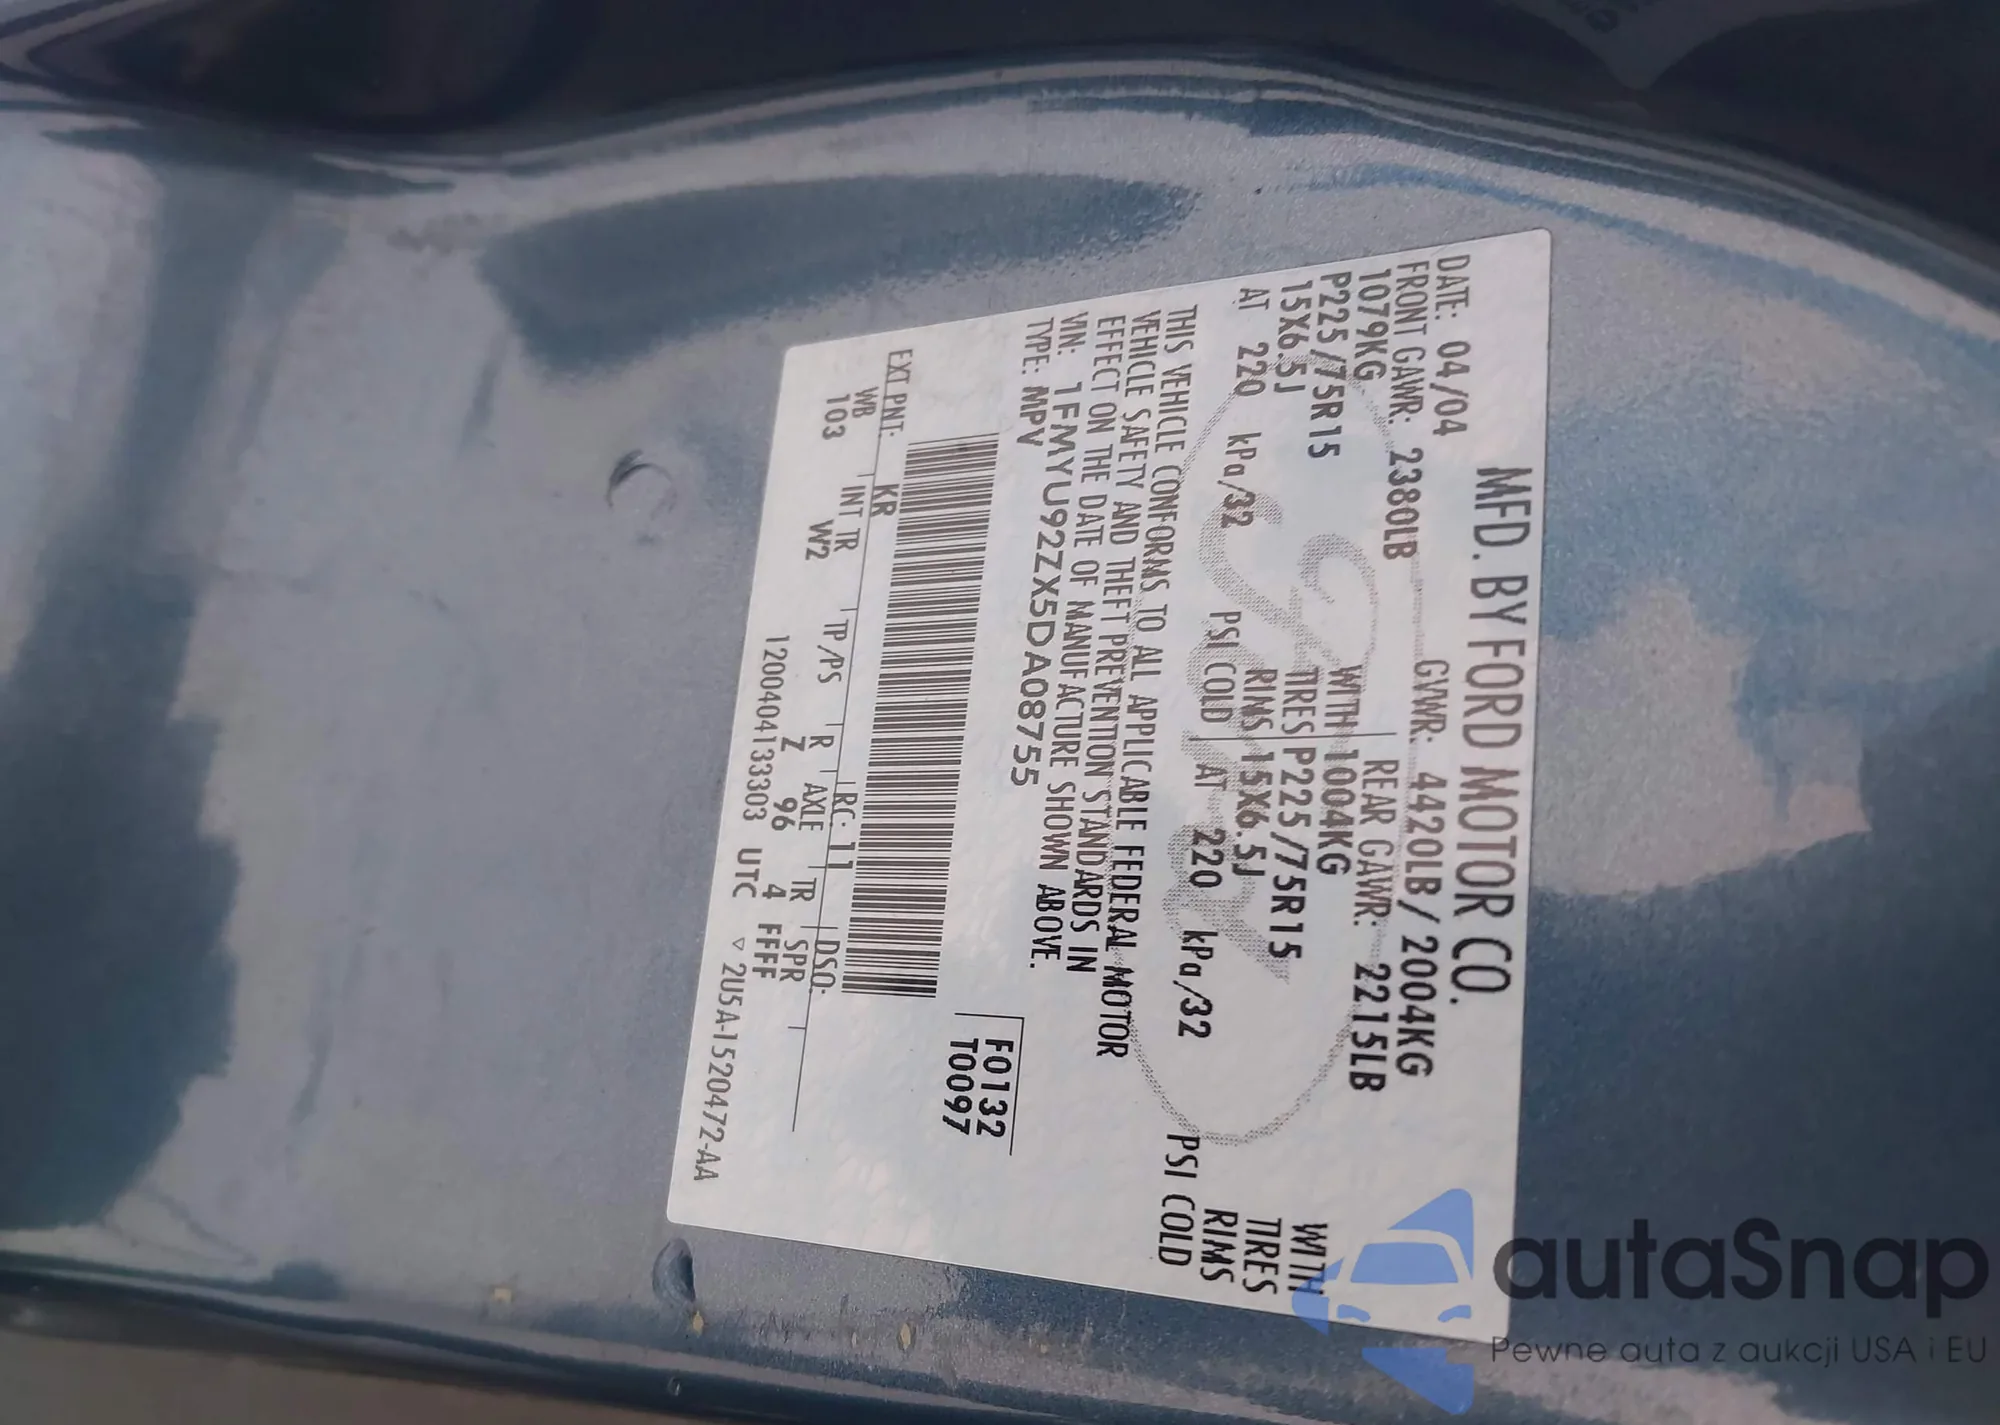 MFD. BY FORD MOTOR CO.
DATE: 04/04 GVWR: 4420LB/2004KG
FRONT GAWR: 2380LB REAR GAWR: 2215LB
1079KG WITH 1004KG WITH
P225/75R15 TIRES P225/75R15 TIRES
15X6.5J RIMS 15X6.5J RIMS
AT 220 kPa/32 PSI COLD AT 220 kPa/32 PSI COLD
THIS VEHICLE CONFORMS TO ALL APPLICABLE FEDERAL MOTOR
VEHICLE SAFETY AND THEFT PREVENTION STANDARDS IN
EFFECT ON THE DATE OF MANUFACTURE SHOWN ABOVE.
VIN: 1FMYU92ZX5DA08755
TYPE: MPV
F0132
T0097
EXT PNT: KR RC: 11 DSO:
WB INT TR TP/PS R AXLE TR SPR
103 W2 Z 96 4 FFFF
1200404133303 UTC ▽ 2U5A-1520472-AA
autaSnap
Pewne auta z aukcji USA i EU